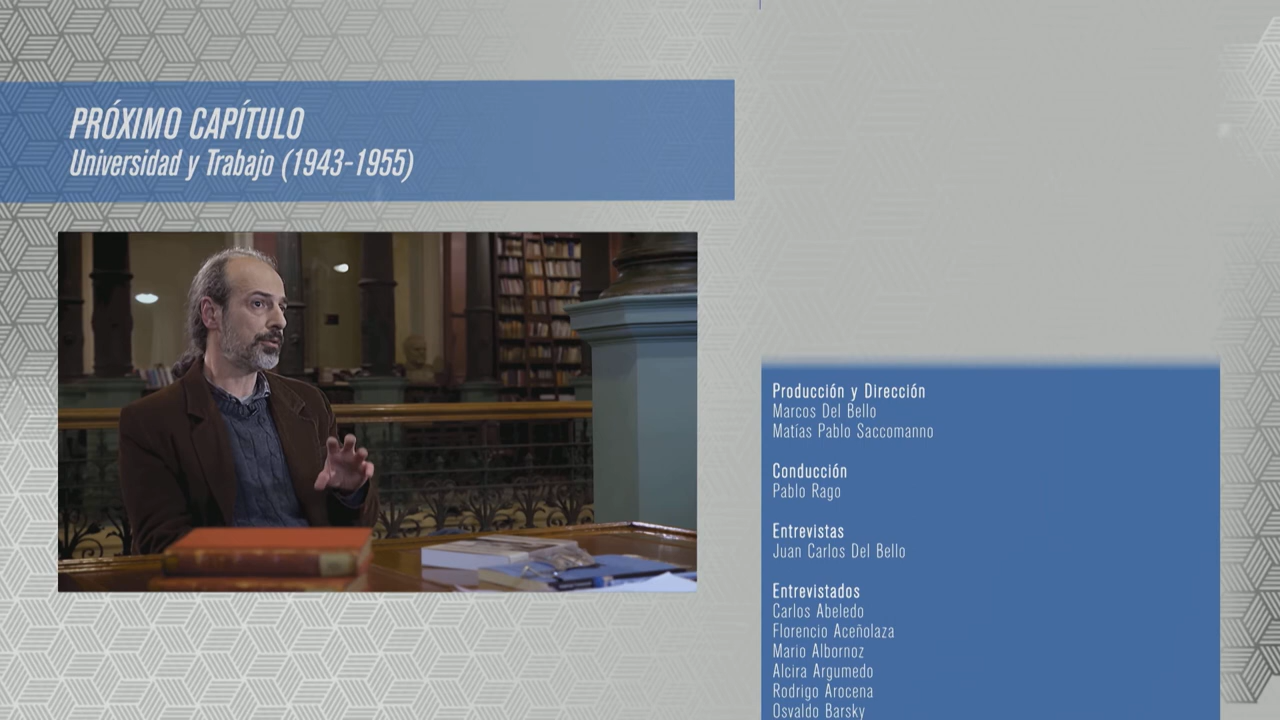 PRÓXIMO CAPÍTULO
Universidad y Trabajo (1943-1955)
Producción y Dirección
Marcos Del Bello
Matías Pablo Saccomanno
Conducción
Pablo Rago
Entrevistas
Juan Carlos Del Bello
Entrevistados
Carlos Abeledo
Florencio Aceñolaza
Mario Albornoz
Alcira Argumedo
Rodrigo Arocena
Osvaldo Barsky